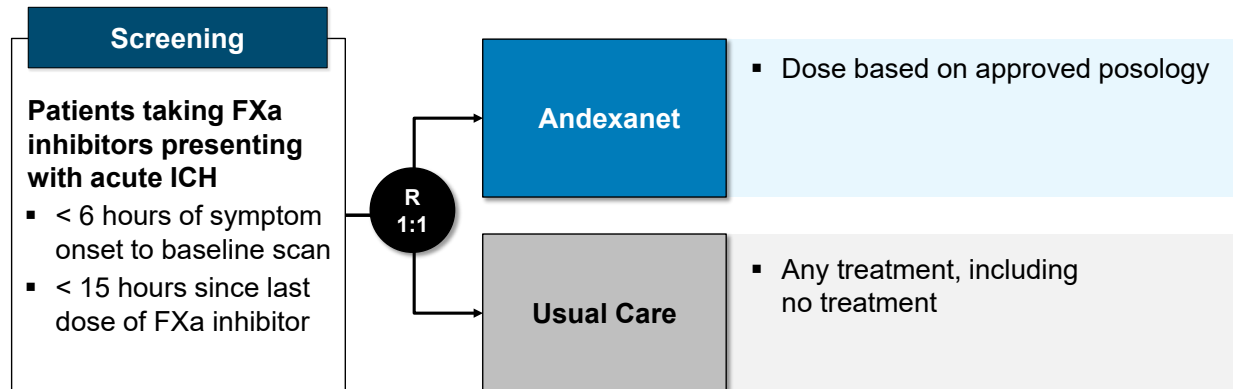 Screening
Patients taking FXa
inhibitors presenting
with acute ICH
▪ < 6 hours of symptom
onset to baseline scan
▪ < 15 hours since last
dose of FXa inhibitor
R
1:1
Andexanet
▪ Dose based on approved posology
Usual Care
▪ Any treatment, including
no treatment